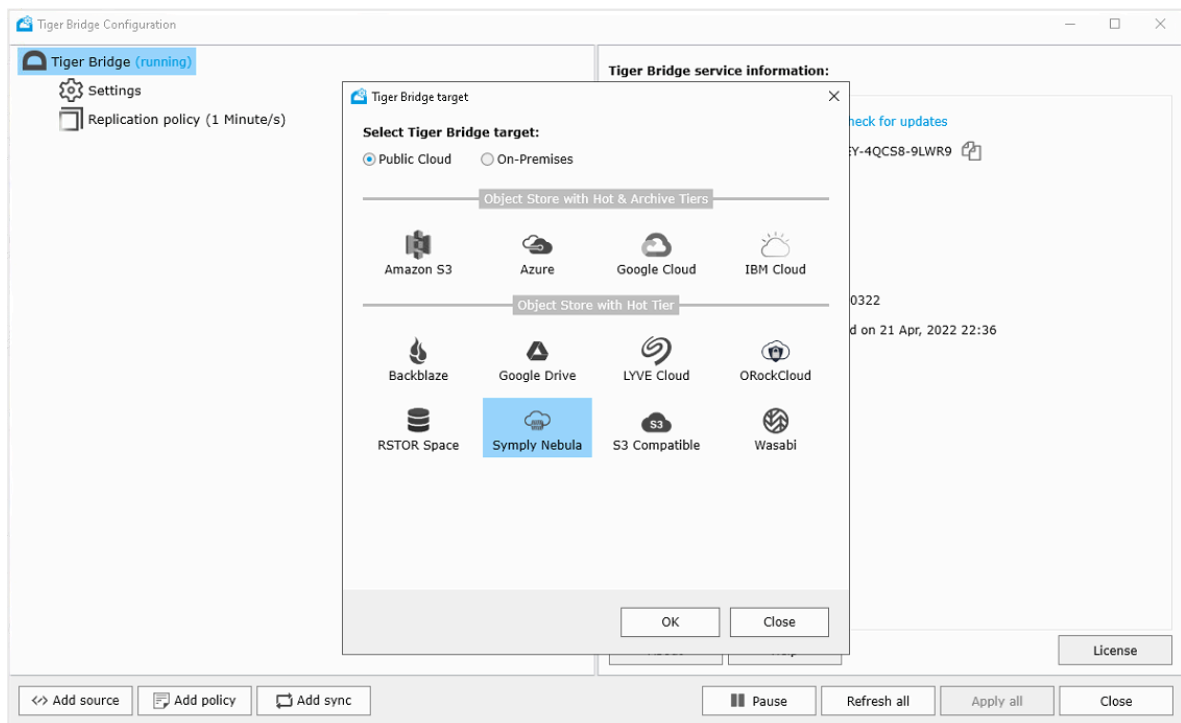 Tiger Bridge Configuration
Tiger Bridge (running)
Settings
Replication policy (1 Minute/s)
Tiger Bridge service information:
heck for updates
EY-4QCS8-9LWR9
0322
d on 21 Apr, 2022 22:36
Tiger Bridge target
Select Tiger Bridge target:
Public Cloud On-Premises
Object Store with Hot & Archive Tiers
Amazon S3 Azure Google Cloud IBM Cloud
Object Store with Hot Tier
Backblaze Google Drive LYVE Cloud ORockCloud
S3
RSTOR Space Symply Nebula S3 Compatible Wasabi
OK Close
License
Add source Add policy Add sync Pause Refresh all Apply all Close